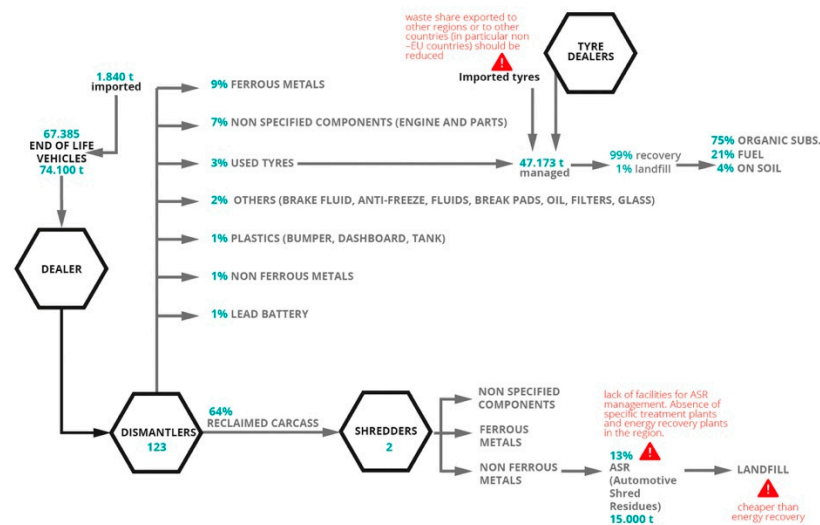 waste share exported to
other regions or to other
countries (in particular non
–EU countries) should be
reduced
TYRE
DEALERS
1.840 t
imported
Imported tyres
9% FERROUS METALS
67.385
END OF LIFE
VEHICLES
74.100 t
7% NON SPECIFIED COMPONENTS (ENGINE AND PARTS)
3% USED TYRES
47.173 t
managed
99% recovery
1% landfill
75% ORGANIC SUBS.
21% FUEL
4% ON SOIL
2% OTHERS (BRAKE FLUID, ANTI-FREEZE, FLUIDS, BREAK PADS, OIL, FILTERS, GLASS)
1% PLASTICS (BUMPER, DASHBOARD, TANK)
DEALER
1% NON FERROUS METALS
1% LEAD BATTERY
DISMANTLERS
123
64%
RECLAIMED CARCASS
SHREDDERS
2
NON SPECIFIED
COMPONENTS
FERROUS
METALS
NON FERROUS
METALS
lack of facilities for ASR
management. Absence of
specific treatment plants
and energy recovery plants
in the region.
13%
ASR
(Automotive
Shred
Residues)
15.000 t
LANDFILL
cheaper than
energy recovery